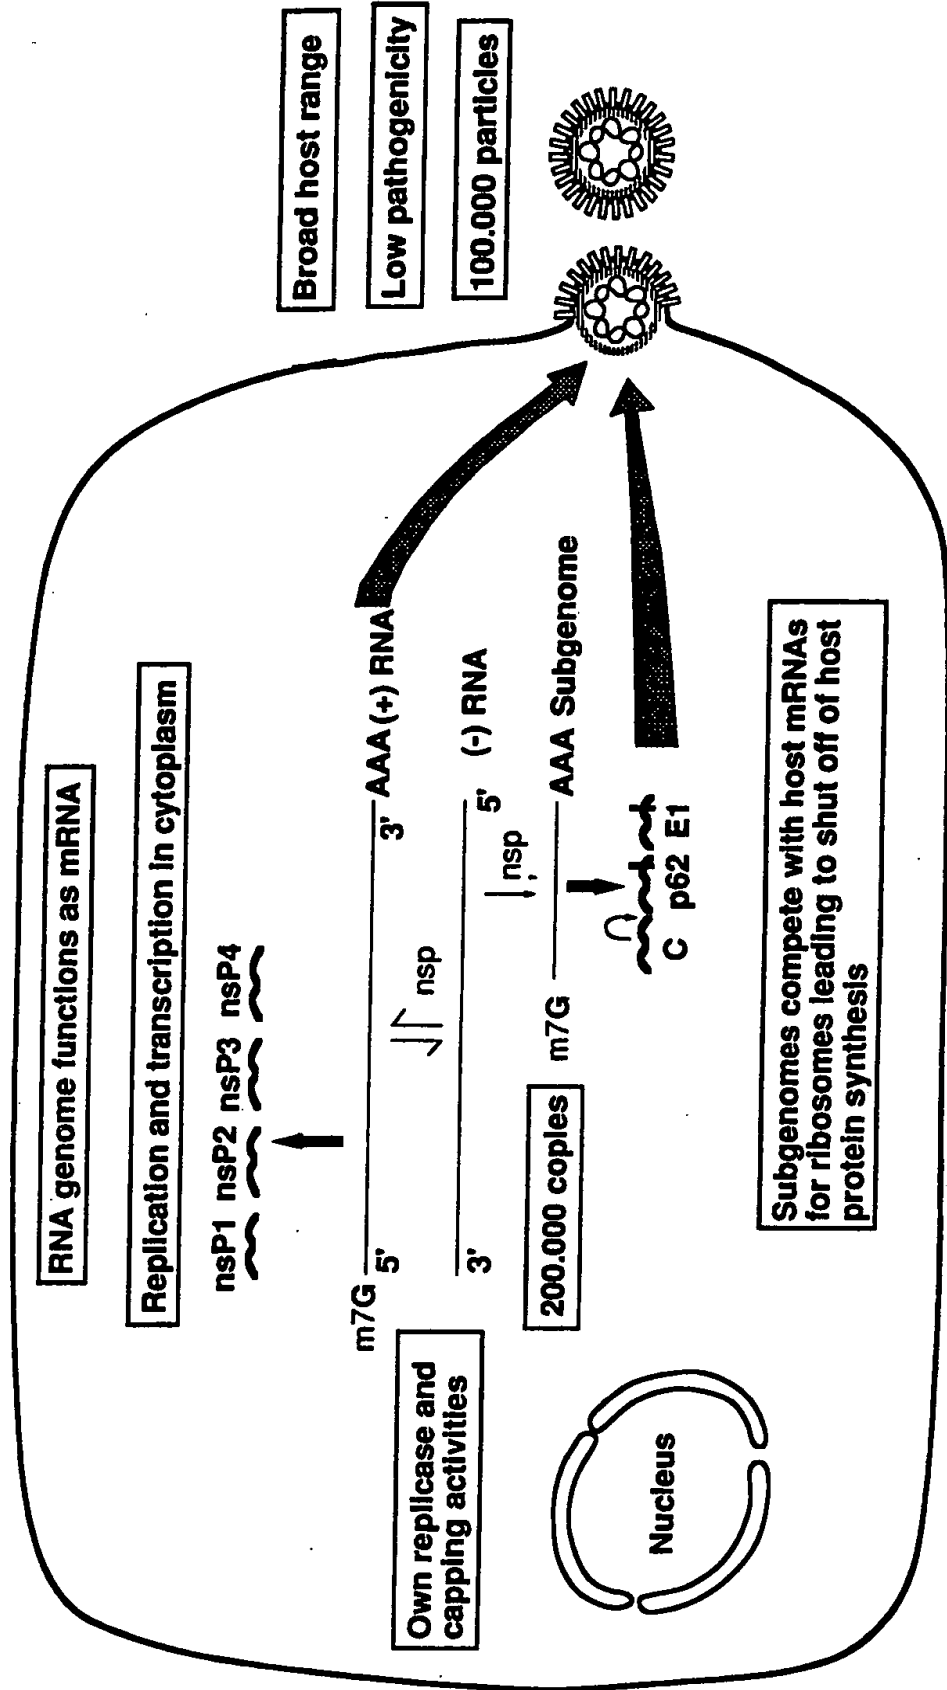 RNA genome functions as mRNA
Replication and transcription in cytoplasm
Broad host range
Low pathogenicity
100.000 particles
nsP1 nsP2 nsP3 nsP4
m7G
5'
3'
AAA (+) RNA
nsp
3'
5'
(-) RNA
Own replicase and
capping activities
nsp
200.000 copies
m7G
AAA Subgenome
C p62 E1
Nucleus
Subgenomes compete with host mRNAs
for ribosomes leading to shut off of host
protein synthesis